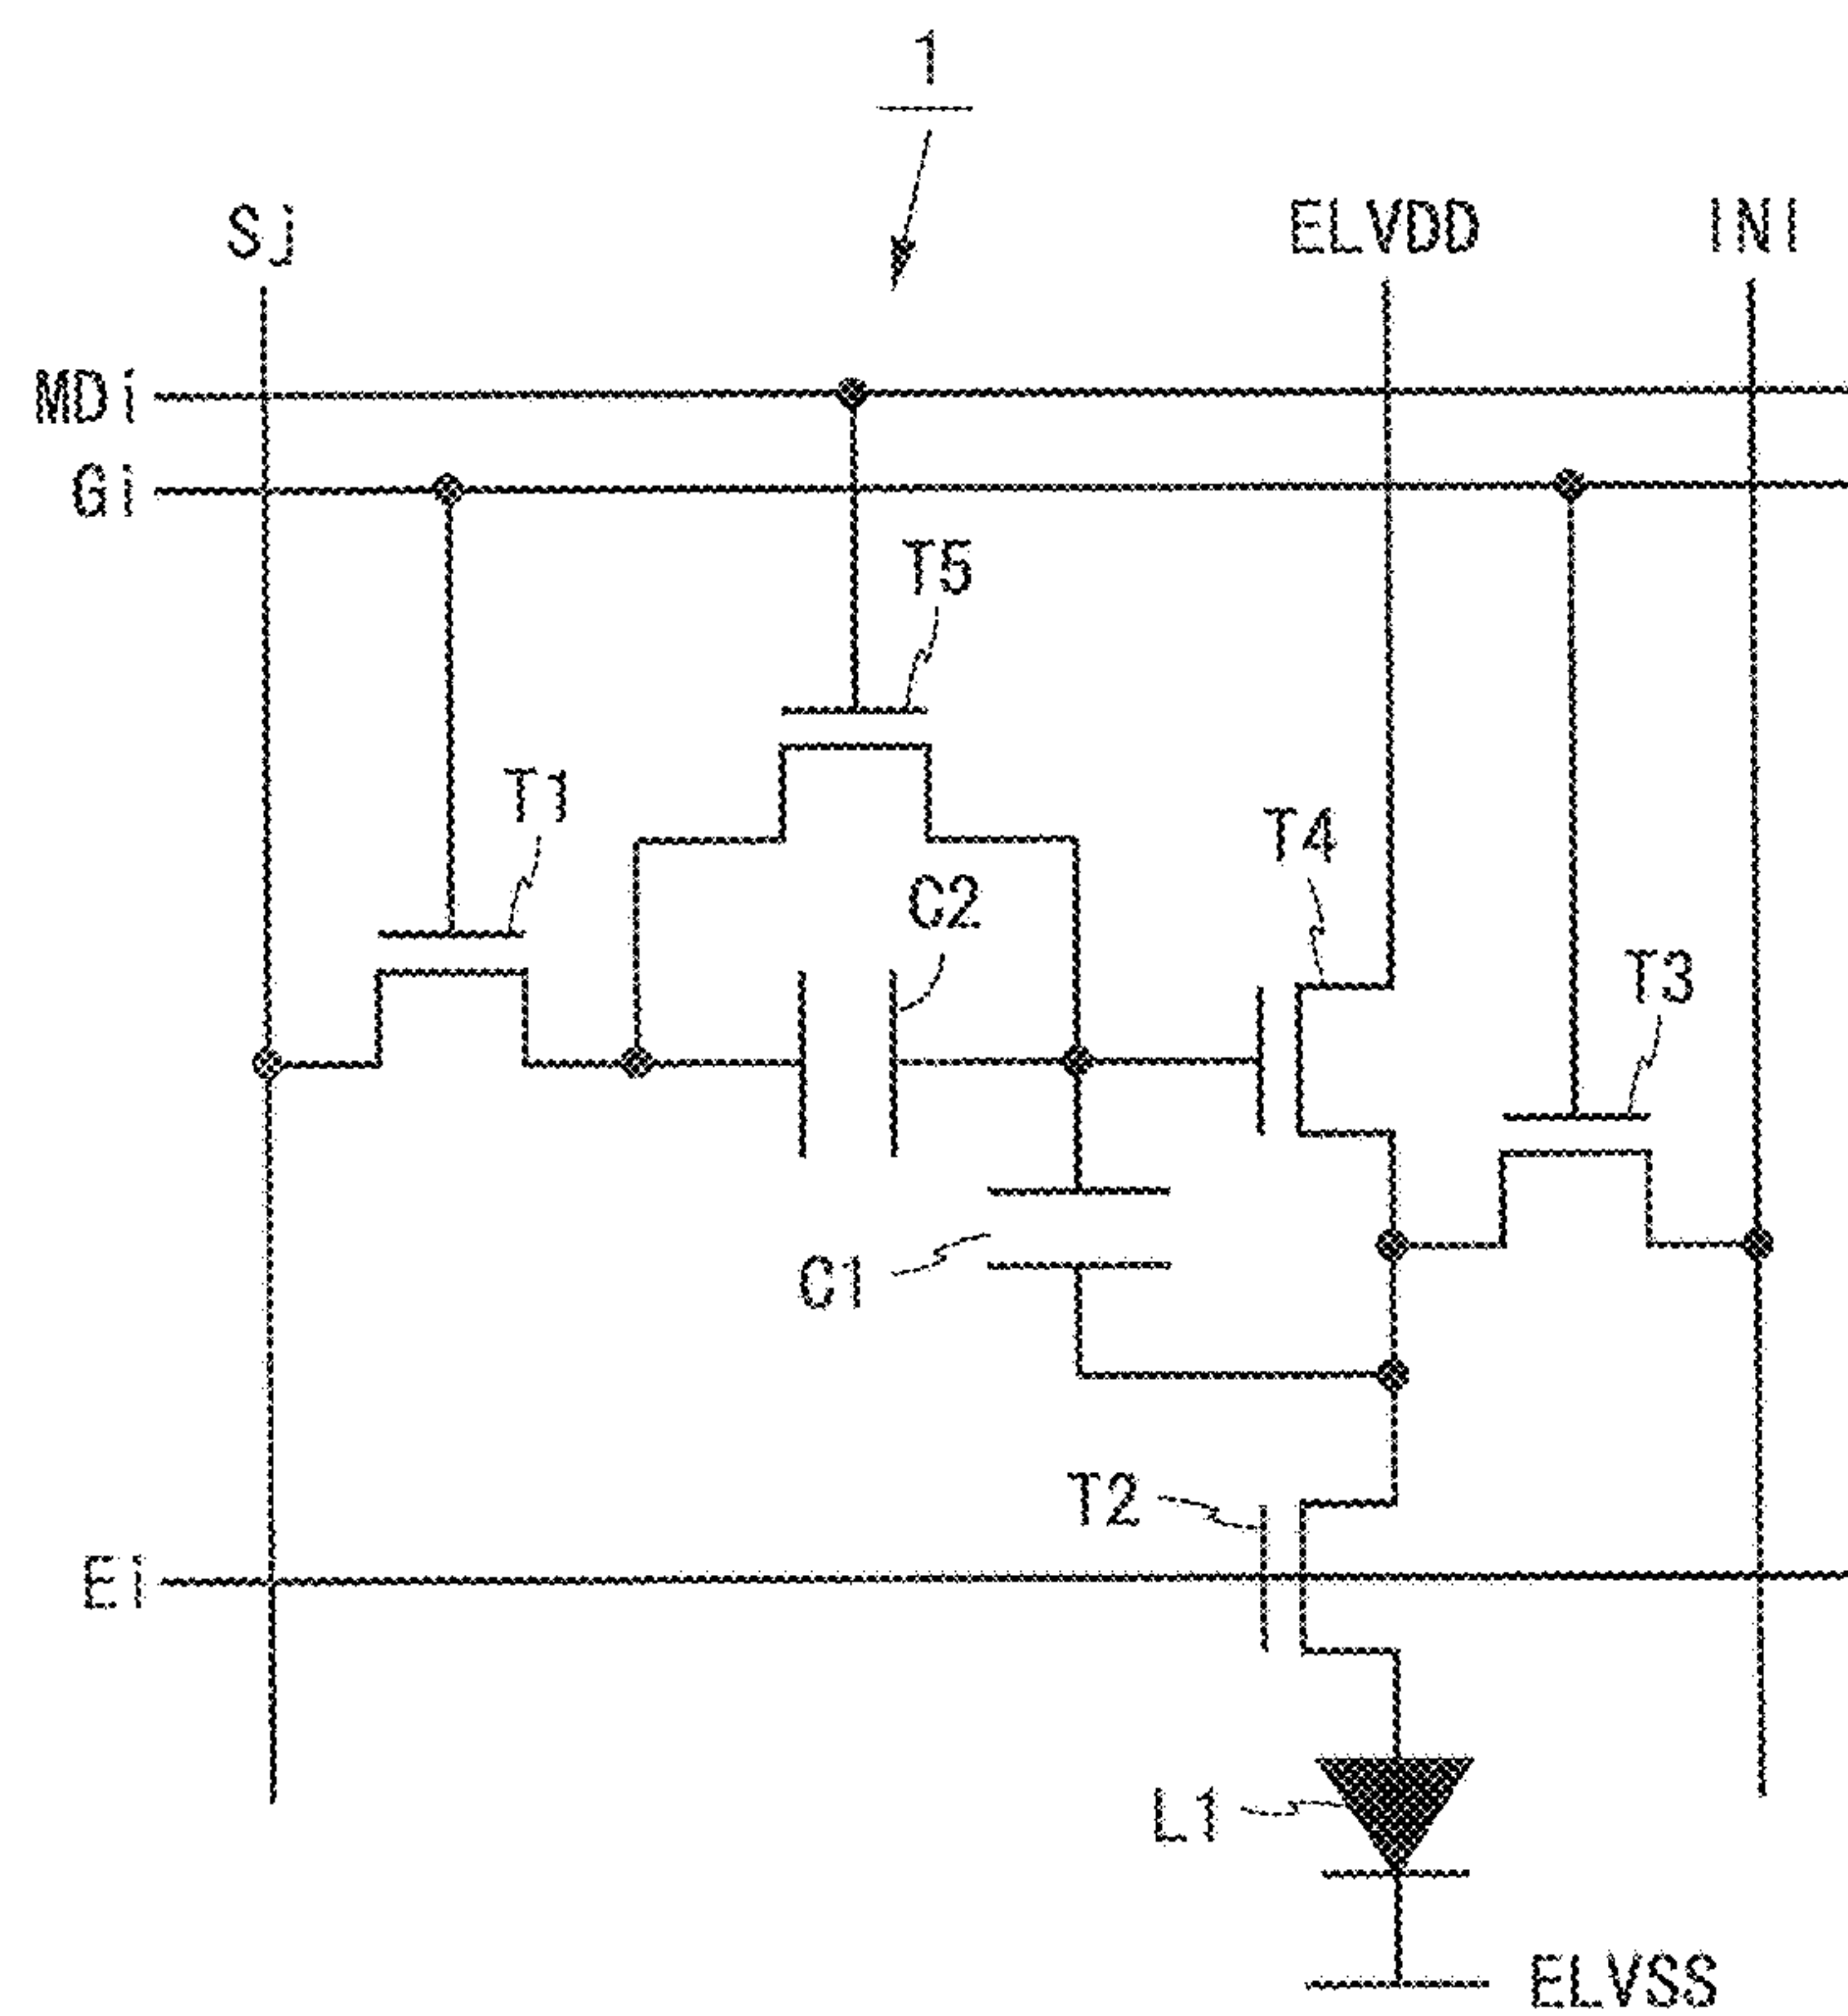 1
Sj ELVDD INI
MDi
Gi
T5
T1
T4
C2
T3
C1
T2
Ei
L1
ELVSS